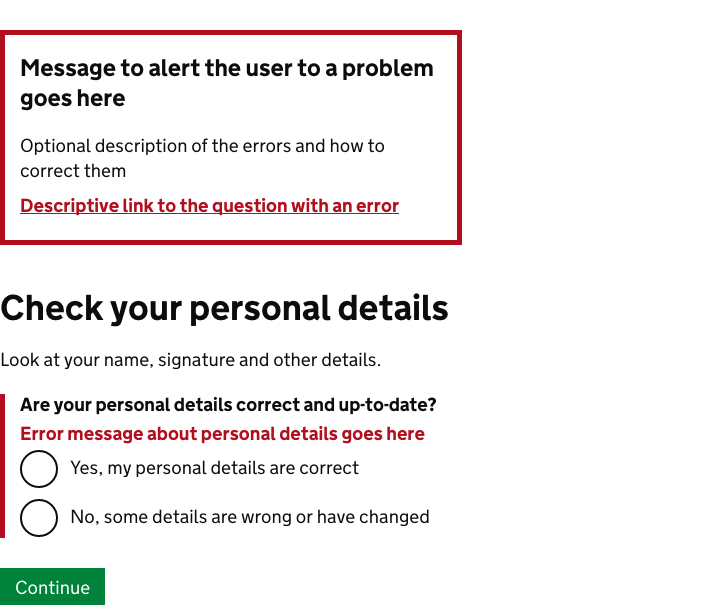 Message to alert the user to a problem
goes here
Optional description of the errors and how to
correct them
Descriptive link to the question with an error
Check your personal details
Look at your name, signature and other details.
Are your personal details correct and up-to-date?
Error message about personal details goes here
Yes, my personal details are correct
No, some details are wrong or have changed
Continue